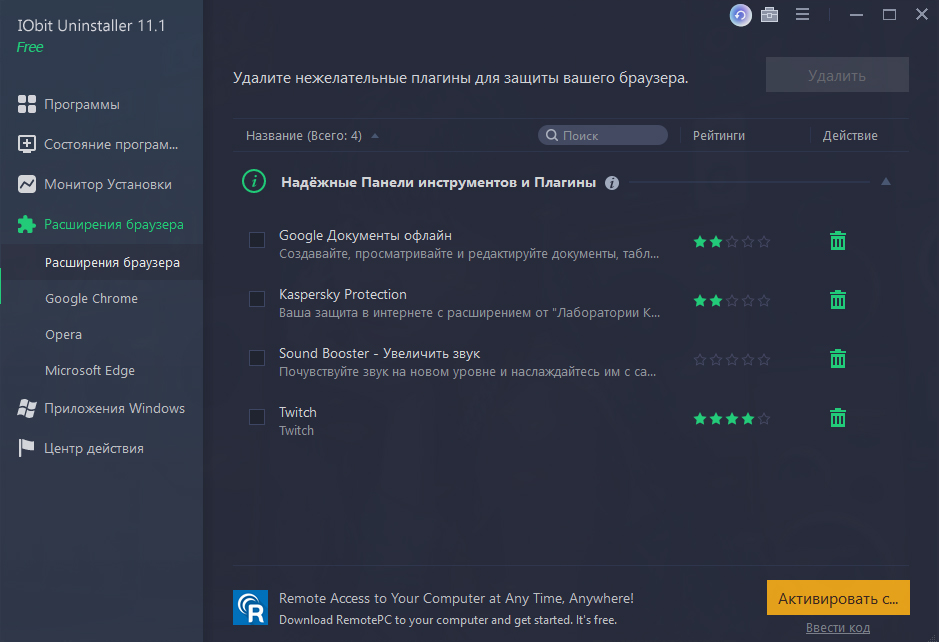 IObit Uninstaller 11.1
Free
Программы
Состояние програм...
Монитор Установки
Расширения браузера
Расширения браузера
Google Chrome
Opera
Microsoft Edge
Приложения Windows
Центр действия
Удалите нежелательные плагины для защиты вашего браузера.
Удалить
Название (Всего: 4)
Поиск
Рейтинги
Действие
Надёжные Панели инструментов и Плагины
Google Документы офлайн
Создавайте, просматривайте и редактируйте документы, табл...
Kaspersky Protection
Ваша защита в интернете с расширением от "Лаборатории К...
Sound Booster - Увеличить звук
Почувствуйте звук на новом уровне и наслаждайтесь им с са...
Twitch
Twitch
Remote Access to Your Computer at Any Time, Anywhere!
Download RemotePC to your computer and get started. It's free.
Активировать с...
Ввести код